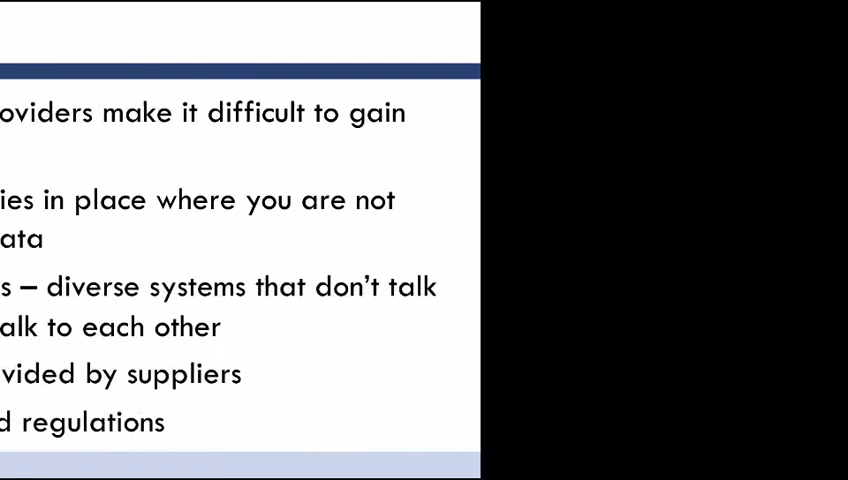 oviders make it difficult to gain
ies in place where you are not
ata
s – diverse systems that don't talk
alk to each other
vided by suppliers
d regulations